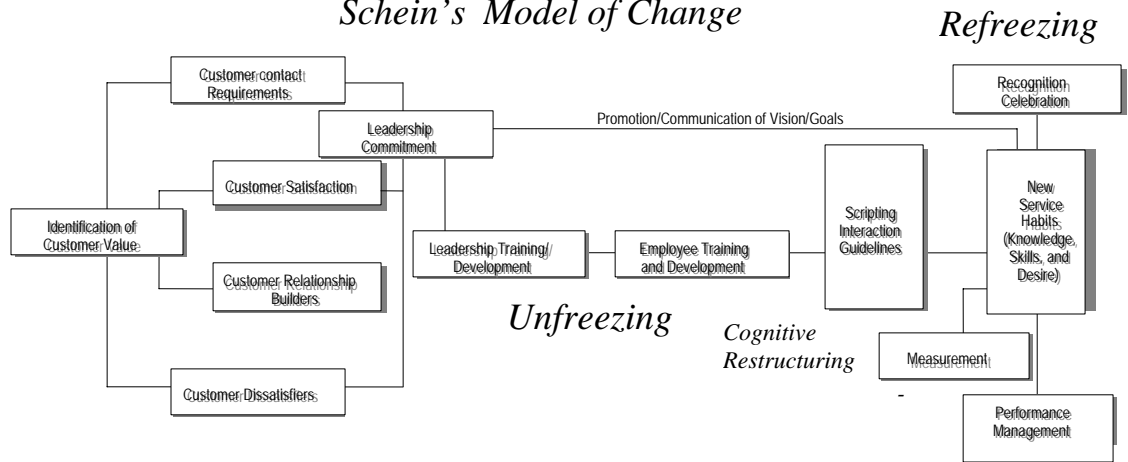 Schein's Model of Change
Refreezing
Customer contact
Requirements
Recognition
Celebration
Promotion/Communication of Vision/Goals
Leadership
Commitment
Customer Satisfaction
New
Service
Habits
(Knowledge,
Skills, and
Desire)
Identification of
Customer Value
Scripting
Interaction
Guidelines
Leadership Training/
Development
Employee Training
and Development
Customer Relationship
Builders
Unfreezing
Cognitive
Restructuring
Measurement
-
Customer Dissatisfiers
Performance
Management